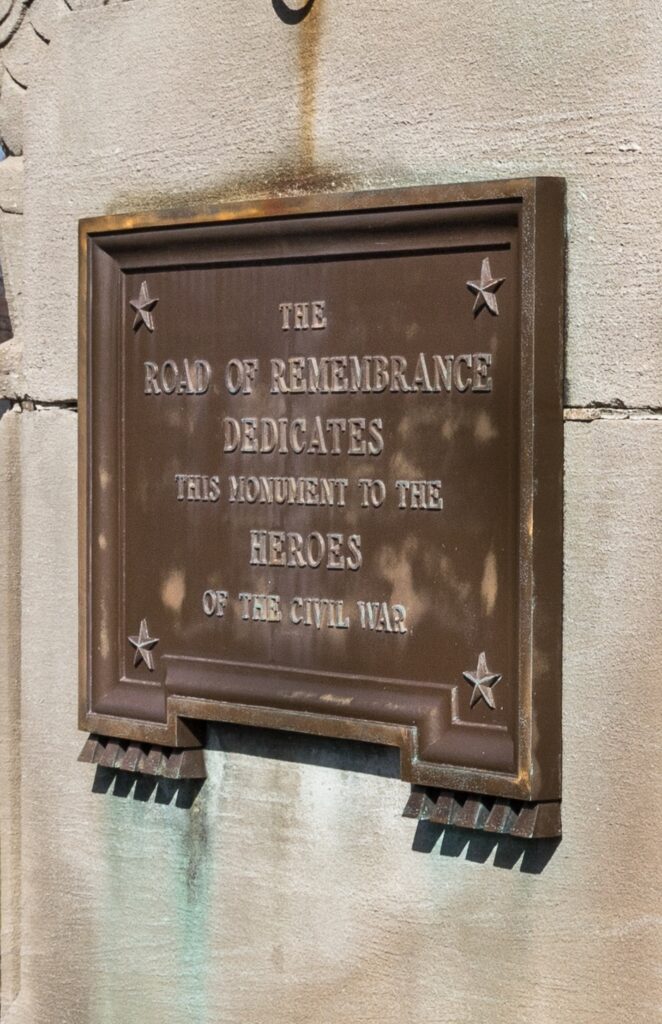 THE
ROAD OF REMEMBRANCE
DEDICATES
THIS MONUMENT TO THE
HEROES
OF THE CIVIL WAR